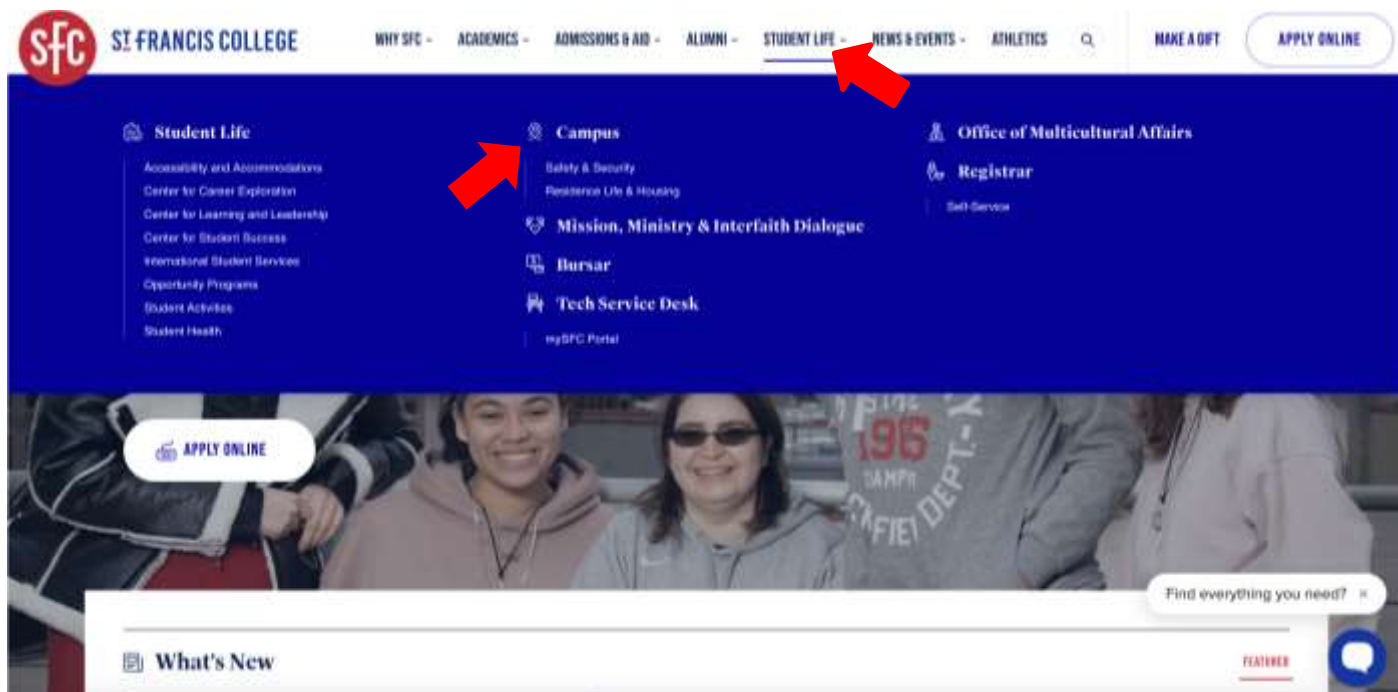 SFC
ST FRANCIS COLLEGE
WHY SFC
ACADEMICS
ADMISSIONS & AID
ALUMNI
STUDENT LIFE
NEWS & EVENTS
ATHLETICS
MAKE A GIFT
APPLY ONLINE
Student Life
Accessibility and Accommodations
Center for Career Exploration
Center for Learning and Leadership
Center for Student Success
International Student Services
Opportunity Programs
Student Activities
Student Health
Campus
Safety & Security
Residence Life & Housing
Mission, Ministry & Interfaith Dialogue
Bursar
Tech Service Desk
mySFC Portal
Office of Multicultural Affairs
Registrar
Self-Service
APPLY ONLINE
DEPT.
Find everything you need? ×
What's New
FEATURED